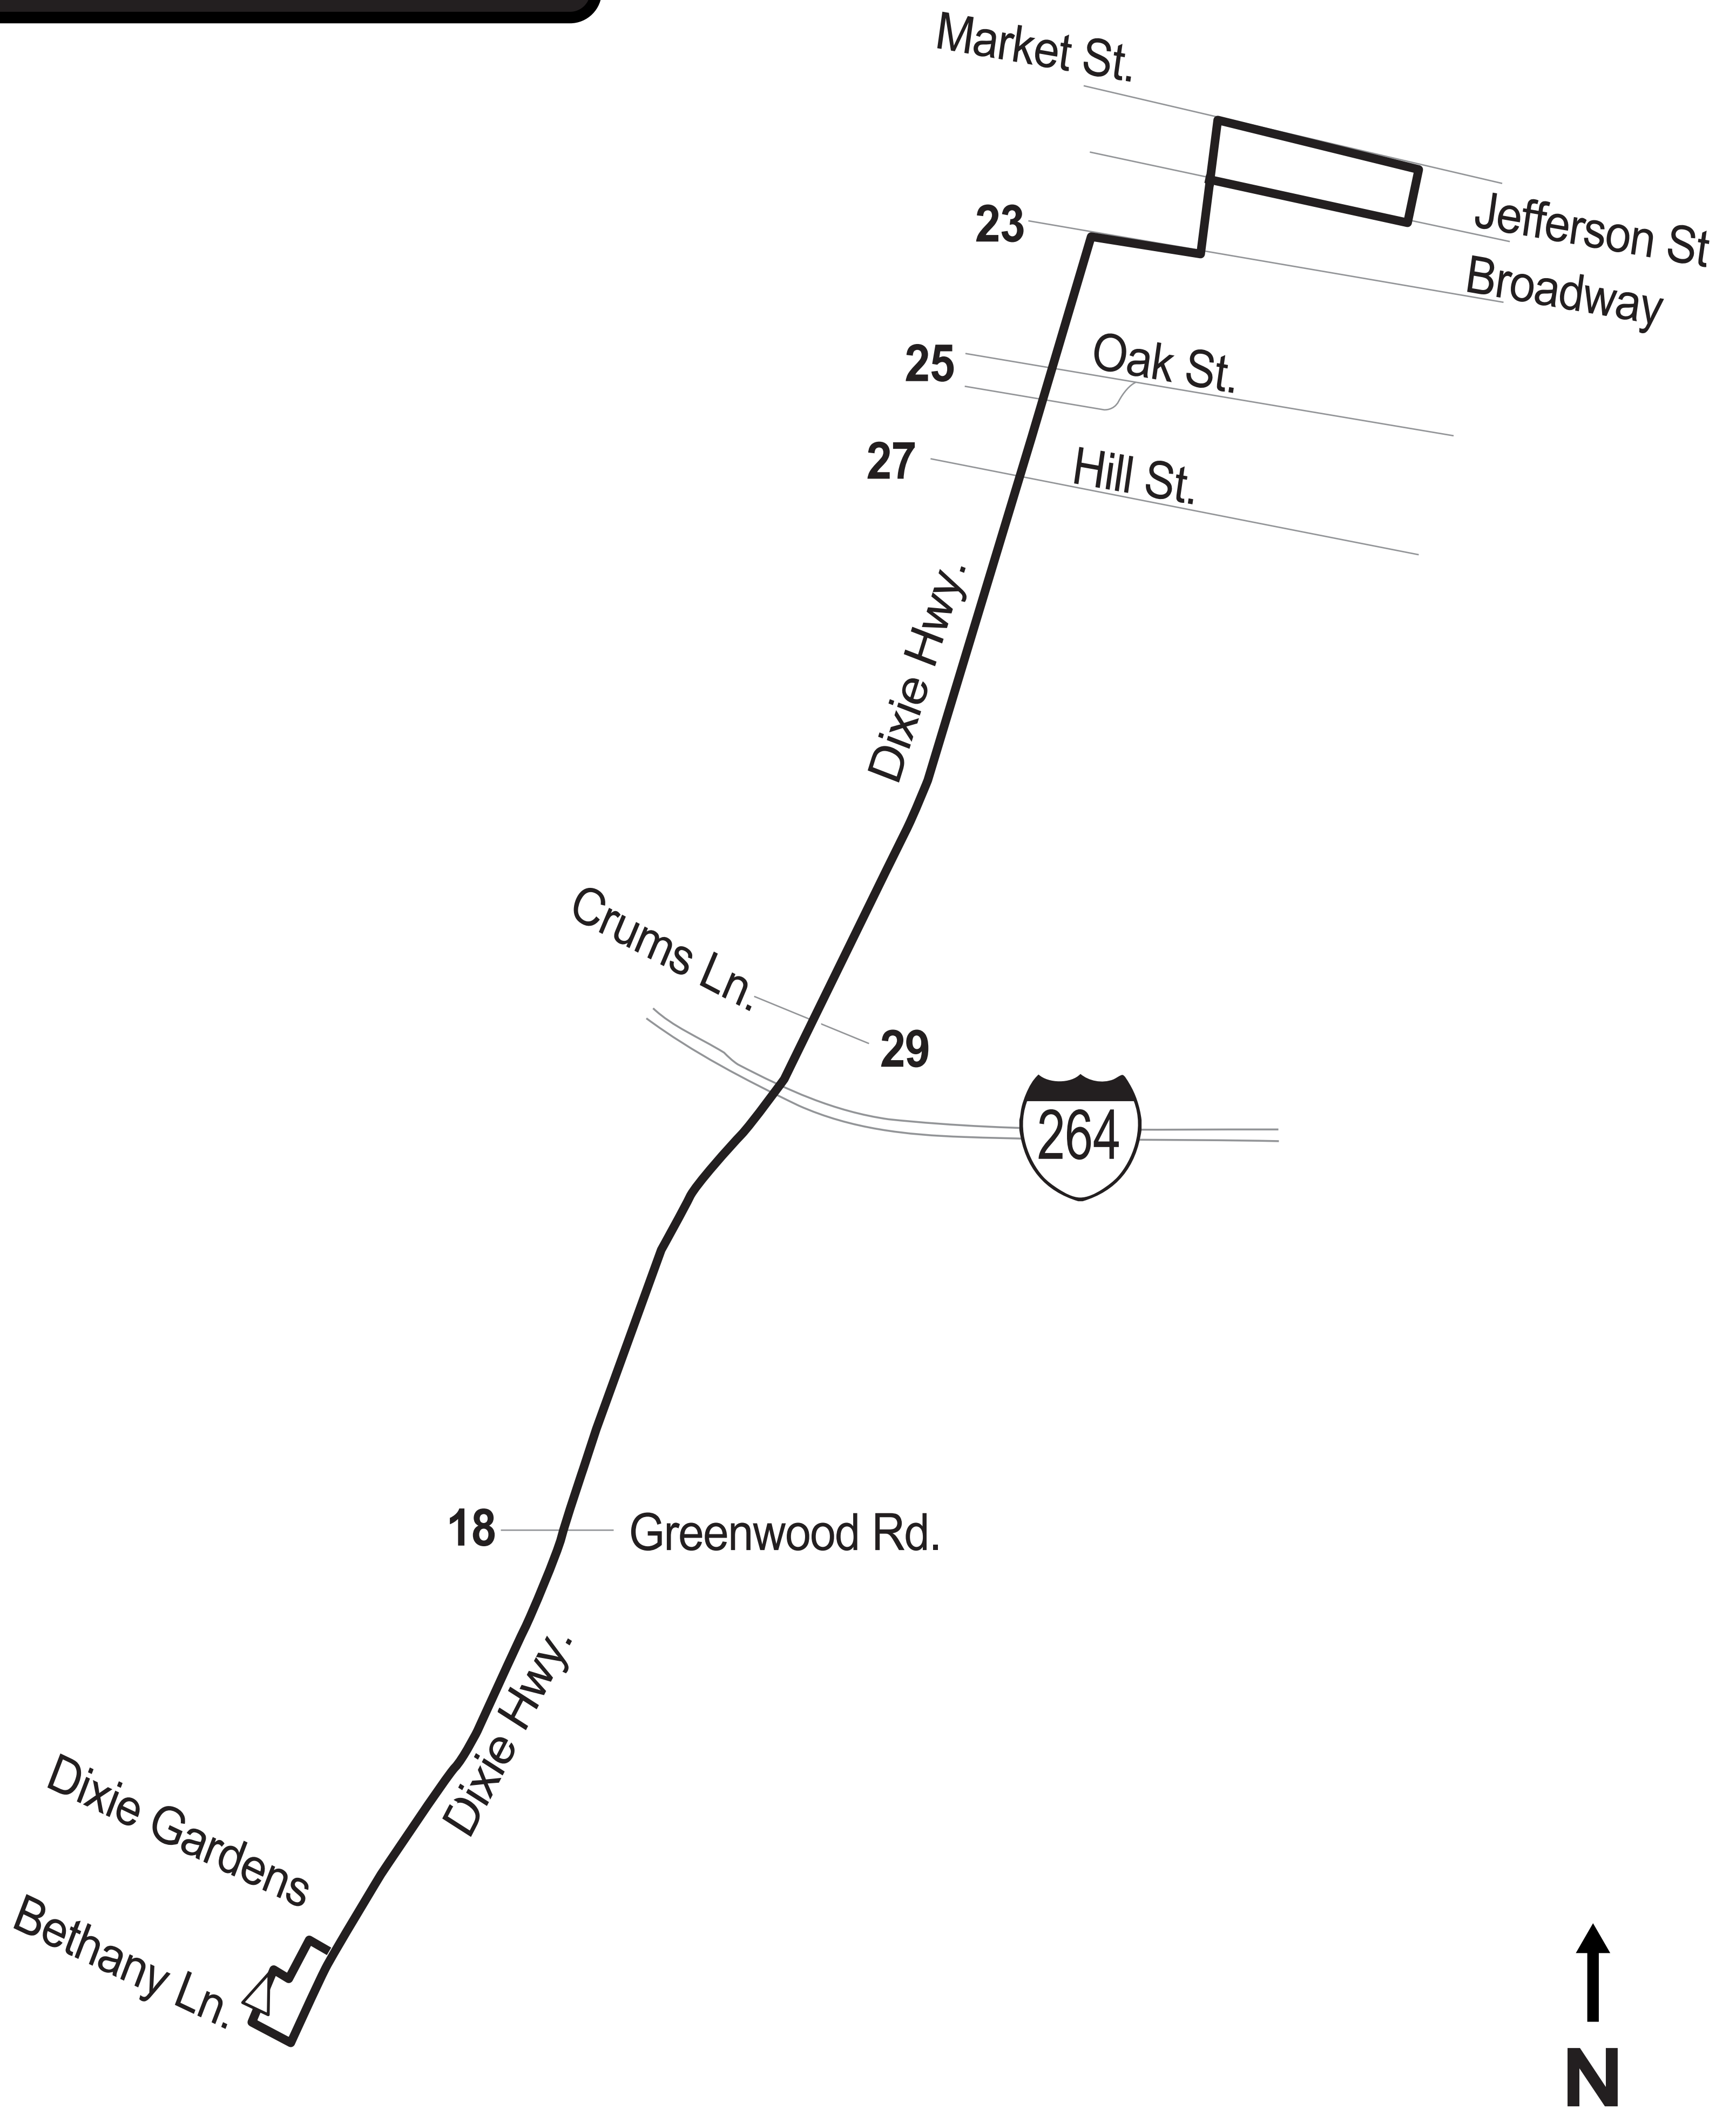 Market St.
Jefferson St
23
Broadway
25
Oak St.
27
Hill St.
Dixie Hwy.
Crums Ln.
29
264
18
Greenwood Rd.
Dixie Hwy.
Dixie Gardens
Bethany Ln.
N